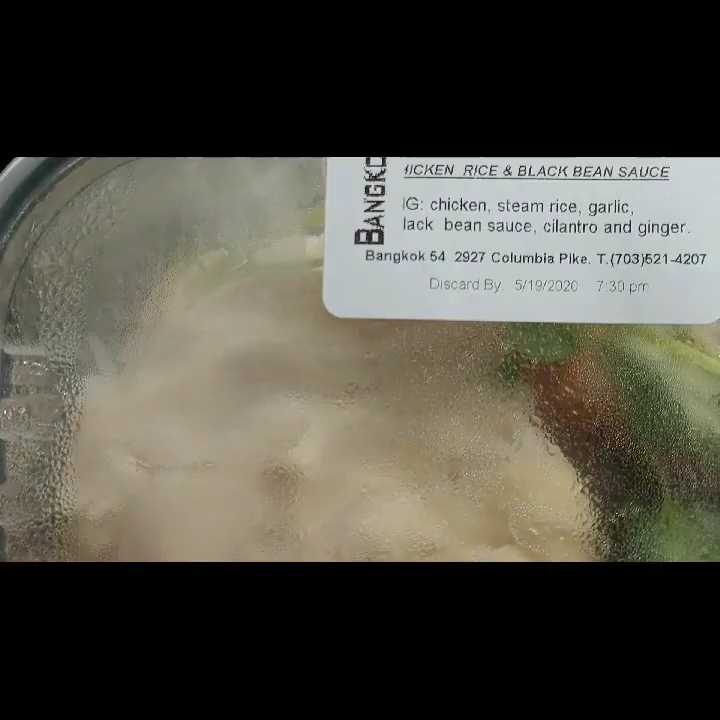 BANGKO
HICKEN RICE & BLACK BEAN SAUCE
IG: chicken, steam rice, garlic,
lack bean sauce, cilantro and ginger.
Bangkok 54 2927 Columbia Pike. T.(703)521-4207
Discard By: 5/19/2020 7:30 pm